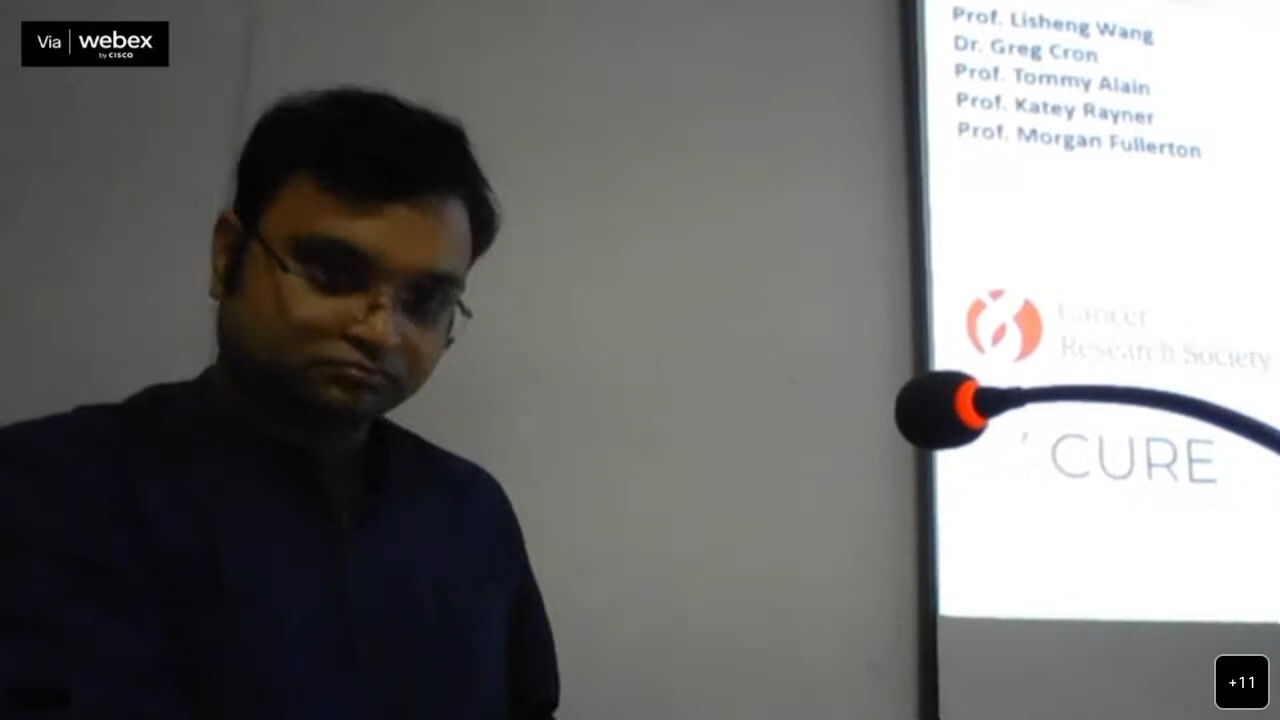 Via webex
by CISCO
Prof. Lisheng Wang
Dr. Greg Cron
Prof. Tommy Alain
Prof. Katey Rayner
Prof. Morgan Fullerton
Cancer
Research Society
CURE
+11